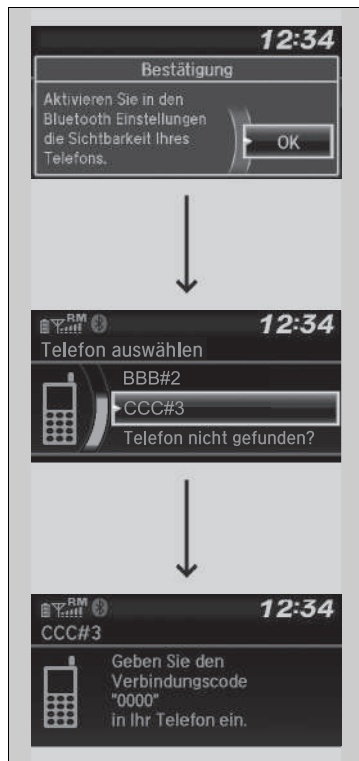 12:34
Bestätigung
Aktivieren Sie in den
Bluetooth Einstellungen
die Sichtbarkeit Ihres
Telefons.
OK
RM
12:34
Telefon auswählen
BBB#2
CCC#3
Telefon nicht gefunden?
RM
12:34
CCC#3
Geben Sie den
Verbindungscode
"0000"
in Ihr Telefon ein.